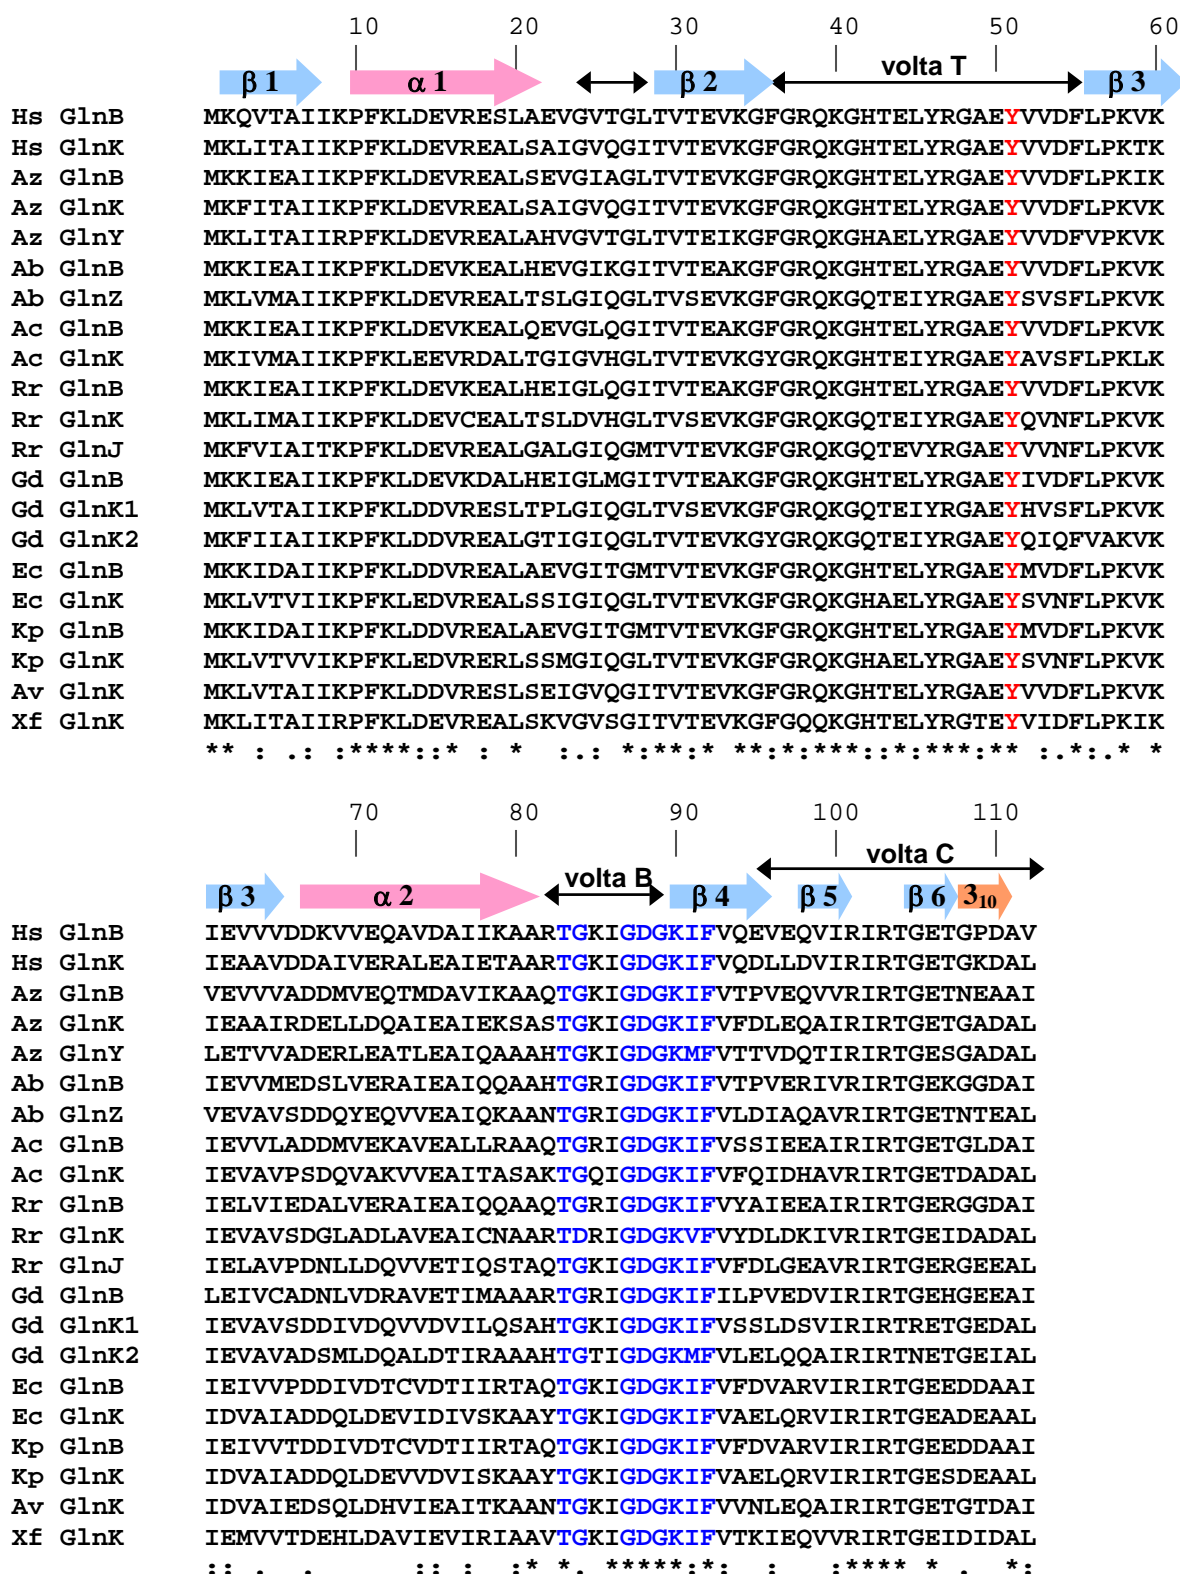 10 20 30 40 50 60
β 1 α 1 β 2 volta T β 3
Hs GlnB MKQVTAIIKPFKLDEVRESLAEVGVTGLTVTEVKGFGRQKGHTELYRGAEYVVDFLPKVK
Hs GlnK MKLITAIIKPFKLDEVREALSAIGVQGITVTEVKGFGRQKGHTELYRGAEYVVDFLPKTK
Az GlnB MKKIEAIIKPFKLDEVREALSEVGIAGLTVTEVKGFGRQKGHTELYRGAEYVVDFLPKIK
Az GlnK MKFITAIIKPFKLDEVREALSAIGVQGITVTEVKGFGRQKGHTELYRGAEYVVDFLPKVK
Az GlnY MKLITAIIRPFKLDEVREALAHVGVTGLTVTEIKGFGRQKGHAELYRGAEYVVDFVPKVK
Ab GlnB MKKIEAIIKPFKLDEVKEALHEVGIKGITVTEAKGFGRQKGHTELYRGAEYVVDFLPKVK
Ab GlnZ MKLVMAIIKPFKLDEVREALTSLGIQGLTVSEVKGFGRQKGQTEIYRGAEYSVSFLPKVK
Ac GlnB MKKIEAIIKPFKLDEVKEALQEVGLQGITVTEAKGFGRQKGHTELYRGAEYVVDFLPKVK
Ac GlnK MKIVMAIIKPFKLEEVRDALTGIGVHGLTVTEVKGYGRQKGHTEIYRGAEYAVSFLPKLK
Rr GlnB MKKIEAIIKPFKLDEVKEALHEIGLQGITVTEAKGFGRQKGHTELYRGAEYVVDFLPKVK
Rr GlnK MKLIMAIIKPFKLDEVCEALTSLDVHGLTVSEVKGFGRQKGQTEIYRGAEYQVNFLPKVK
Rr GlnJ MKFVIAITKPFKLDEVREALGALGIQGMTVTEVKGFGRQKGQTEVYRGAEYVVNFLPKVK
Gd GlnB MKKIEAIIKPFKLDEVKDALHEIGLMGITVTEAKGFGRQKGHTELYRGAEYIVDFLPKVK
Gd GlnK1 MKLVTAIIKPFKLDDVRESLTPLGIQGLTVSEVKGFGRQKGQTEIYRGAEYHVSFLPKVK
Gd GlnK2 MKFIIAIIKPFKLDDVREALGTIGIQGLTVTEVKGYGRQKGQTEIYRGAEYQIQFVAKVK
Ec GlnB MKKIDAIIKPFKLDDVREALAEVGITGMTVTEVKGFGRQKGHTELYRGAEYMVDFLPKVK
Ec GlnK MKLVTVIIKPFKLEDVREALSSIGIQGLTVTEVKGFGRQKGHAELYRGAEYSVNFLPKVK
Kp GlnB MKKIDAIIKPFKLDDVREALAEVGITGMTVTEVKGFGRQKGHTELYRGAEYMVDFLPKVK
Kp GlnK MKLVTVVIKPFKLEDVRERLSSMGIQGLTVTEVKGFGRQKGHAELYRGAEYSVNFLPKVK
Av GlnK MKLVTAIIKPFKLDDVRESLSEIGVQGITVTEVKGFGRQKGHTELYRGAEYVVDFLPKVK
Xf GlnK MKLITAIIRPFKLDEVREALSKVGVSGITVTEVKGFGQQKGHTELYRGTEYVIDFLPKIK
** : .: :****::* : * :.: *:**:* **:*:***::*:***:** :.*:.* *
70 80 90 100 110
β 3 α 2 volta B β 4 volta C β 5 β 6 3₁₀
Hs GlnB IEVVVDDKVVEQAVDAIIKAARTGKIGDGKIFVQEVEQVIRIRTGETGPDAV
Hs GlnK IEAAVDDAIVERALEAIETAARTGKIGDGKIFVQDLLDVIRIRTGETGKDAL
Az GlnB VEVVVADDMVEQTMDAVIKAAQTGKIGDGKIFVTPVEQVVRIRTGETNEAAI
Az GlnK IEAAIRDELLDQAIEAIEKSASTGKIGDGKIFVFDLEQAIRIRTGETGADAL
Az GlnY LETVVADERLEATLEAIQAAAHTGKIGDGKMFVTTVDQTIRIRTGESGADAL
Ab GlnB IEVVMEDSLVERAIEAIQQAAHTGRIGDGKIFVTPVERIVRIRTGEKGGDAI
Ab GlnZ VEVAVSDDQYEQVVEAIQKAANTGRIGDGKIFVLDIAQAVRIRTGETNTEAL
Ac GlnB IEVVLADDMVEKAVEALLRAAQTGRIGDGKIFVSSIEEAIRIRTGETGLDAI
Ac GlnK IEVAVPSDQVAKVVEAITASAKTGQIGDGKIFVFQIDHAVRIRTGETDADAL
Rr GlnB IELVIEDALVERAIEAIQQAAQTGRIGDGKIFVYAIEEAIRIRTGERGGDAI
Rr GlnK IEVAVSDGLADLAVEAICNAARTDRIGDGKVFVYDLDKIVRIRTGEIDADAL
Rr GlnJ IELAVPDNLLDQVVETIQSTAQTGKIGDGKIFVFDLGEAVRIRTGERGEEAL
Gd GlnB LEIVCADNLVDRAVETIMAAARTGRIGDGKIFILPVEDVIRIRTGEHGEEAI
Gd GlnK1 IEVAVSDDIVDQVVDVILQSAHTGKIGDGKIFVSSLDSVIRIRTRETGEDAL
Gd GlnK2 IEVAVADSMLDQALDTIRAAAHTGTIGDGKMFVLELQQAIRIRTNETGEIAL
Ec GlnB IEIVVPDDIVDTCVDTIIRTAQTGKIGDGKIFVFDVARVIRIRTGEEDDAAI
Ec GlnK IDVAIADDQLDEVIDIVSKAAYTGKIGDGKIFVAELQRVIRIRTGEADEAAL
Kp GlnB IEIVVTDDIVDTCVDTIIRTAQTGKIGDGKIFVFDVARVIRIRTGEEDDAAI
Kp GlnK IDVAIADDQLDEVVDVISKAAYTGKIGDGKIFVAELQRVIRIRTGESDEAAL
Av GlnK IDVAIEDSQLDHVIEAITKAANTGKIGDGKIFVVNLEQAIRIRTGETGTDAI
Xf GlnK IEMVVTDEHLDAVIEVIRIAAVTGKIGDGKIFVTKIEQVVRIRTGEIDIDAL
:: . . :: : :* *. *****:*: : :**** * . *: